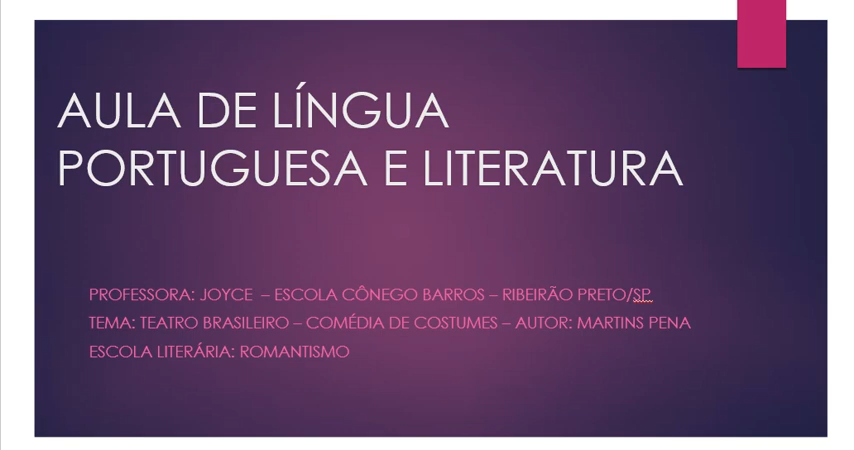 AULA DE LÍNGUA
PORTUGUESA E LITERATURA
PROFESSORA: JOYCE – ESCOLA CÔNEGO BARROS – RIBEIRÃO PRETO/SP
TEMA: TEATRO BRASILEIRO – COMÉDIA DE COSTUMES – AUTOR: MARTINS PENA
ESCOLA LITERÁRIA: ROMANTISMO